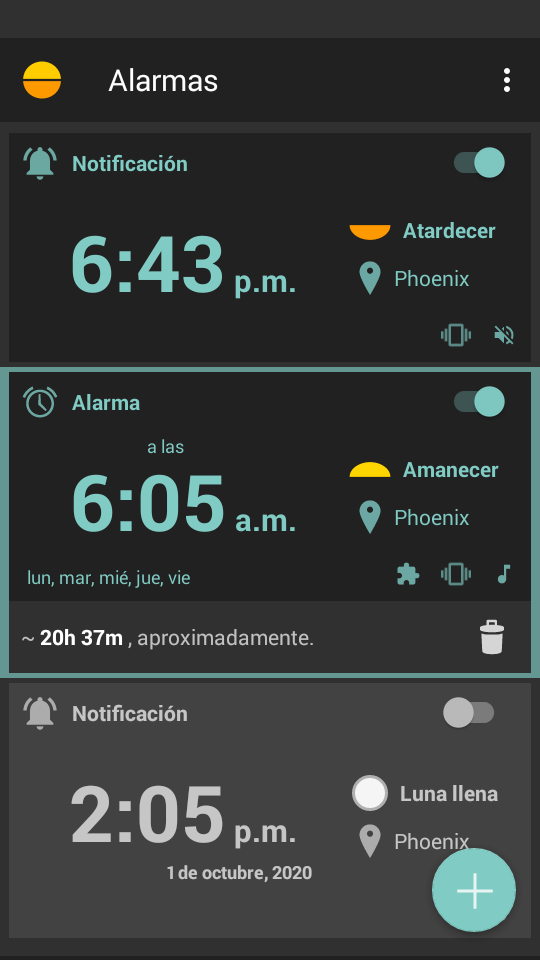 Alarmas
Notificación
6:43 p.m.
Atardecer
Phoenix
Alarma
a las
6:05 a.m.
Amanecer
Phoenix
lun, mar, mié, jue, vie
~ 20h 37m , aproximadamente.
Notificación
2:05 p.m.
Luna llena
Phoenix
1 de octubre, 2020